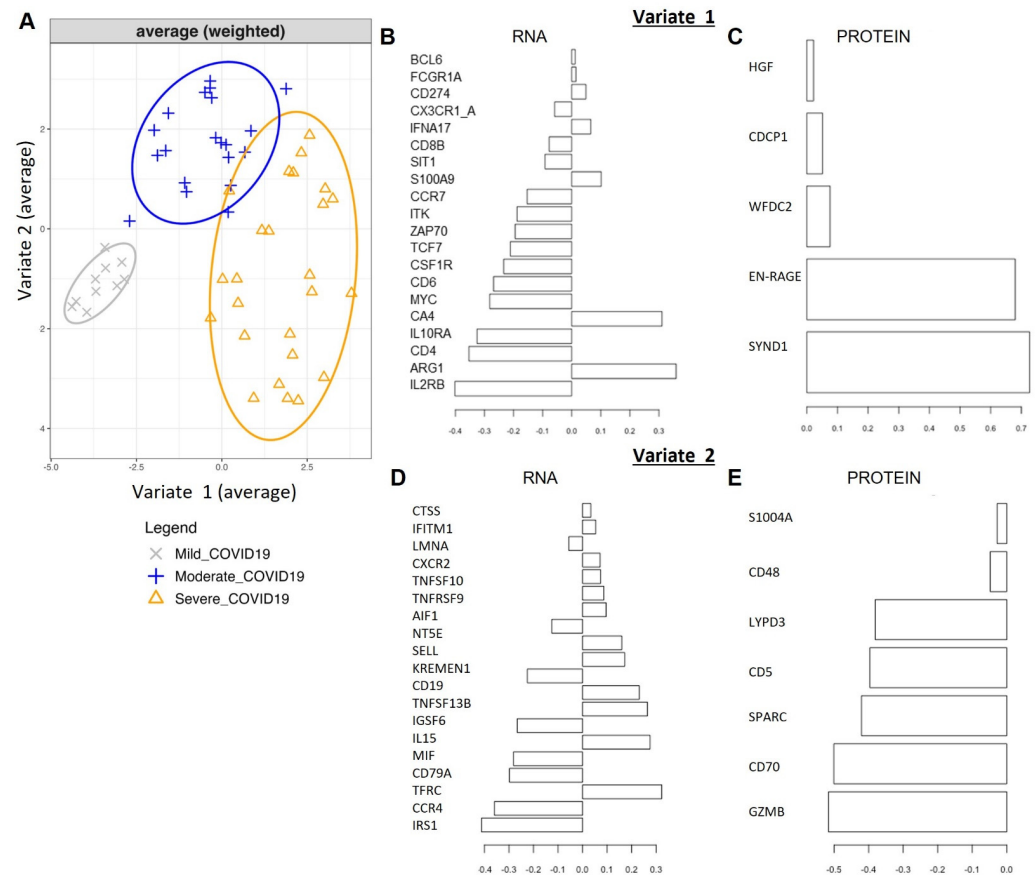 A
average (weighted)
Variate 2 (average)
2
0
2
4
-5.0 -2.5 0.0 2.5
Variate 1 (average)
Legend
Mild_COVID19
Moderate_COVID19
Severe_COVID19
Variate 1
B
RNA
BCL6
FCGR1A
CD274
CX3CR1_A
IFNA17
CD8B
SIT1
S100A9
CCR7
ITK
ZAP70
TCF7
CSF1R
CD6
MYC
CA4
IL10RA
CD4
ARG1
IL2RB
-0.4 -0.3 -0.2 -0.1 0.0 0.1 0.2 0.3
C
PROTEIN
HGF
CDCP1
WFDC2
EN-RAGE
SYND1
0.0 0.1 0.2 0.3 0.4 0.5 0.6 0.7
Variate 2
D
RNA
CTSS
IFITM1
LMNA
CXCR2
TNFSF10
TNFRSF9
AIF1
NT5E
SELL
KREMEN1
CD19
TNFSF13B
IGSF6
IL15
MIF
CD79A
TFRC
CCR4
IRS1
-0.4 -0.3 -0.2 -0.1 0.0 0.1 0.2 0.3
E
PROTEIN
S1004A
CD48
LYPD3
CD5
SPARC
CD70
GZMB
-0.5 -0.4 -0.3 -0.2 -0.1 0.0